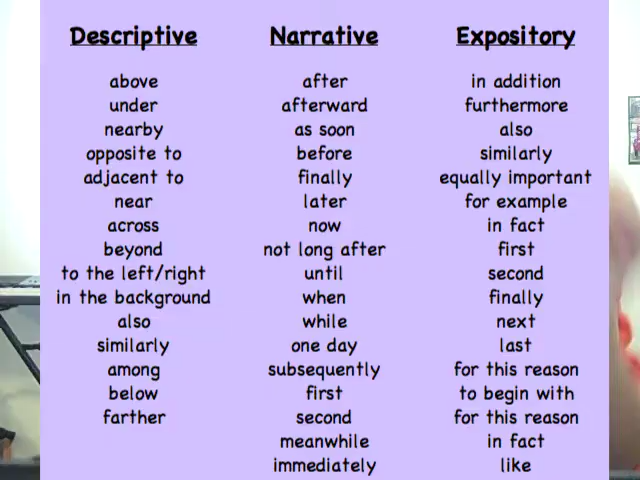 Descriptive Narrative Expository
above after in addition
under afterward furthermore
nearby as soon also
opposite to before similarly
adjacent to finally equally important
near later for example
across now in fact
beyond not long after first
to the left/right until second
in the background when finally
also while next
similarly one day last
among subsequently for this reason
below first to begin with
farther second for this reason
meanwhile in fact
immediately like